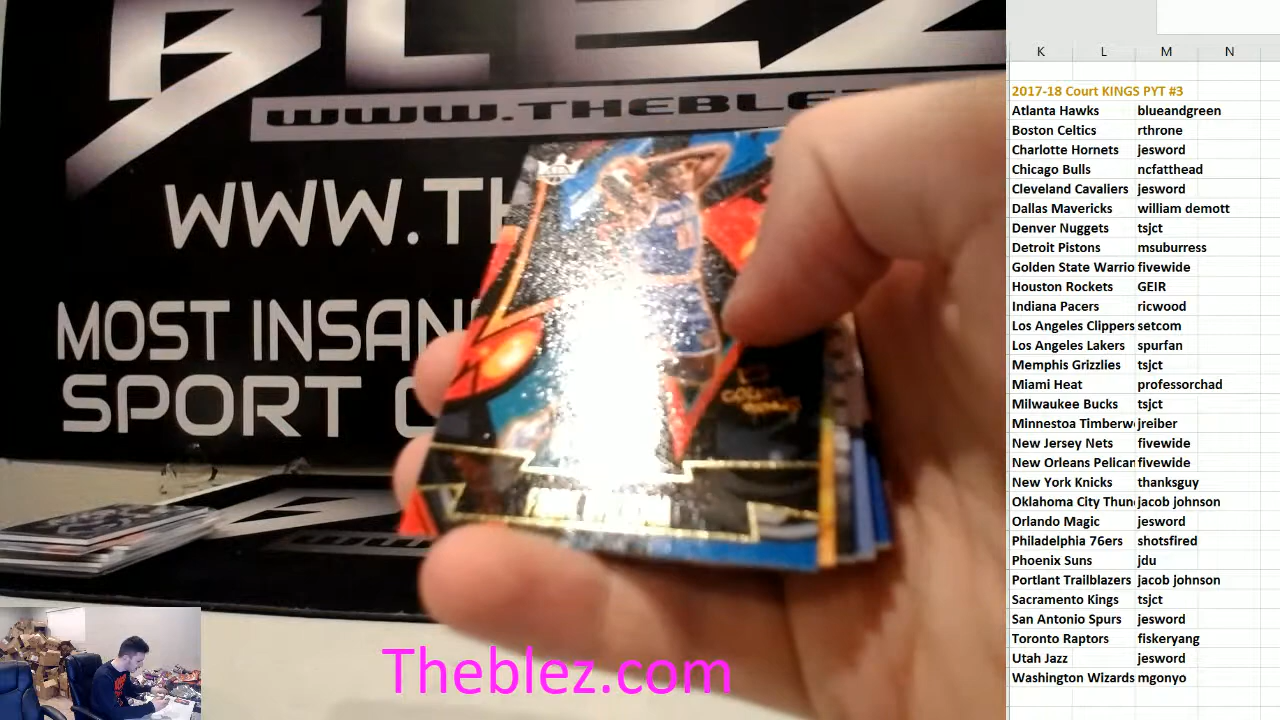 BLEZ
WWW.THEBLEZ
WWW.TH
MOST INSAN
SPORT C
Theblez.com
K L M N
2017-18 Court KINGS PYT #3
Atlanta Hawks blueandgreen
Boston Celtics rthrone
Charlotte Hornets jesword
Chicago Bulls ncfatthead
Cleveland Cavaliers jesword
Dallas Mavericks william demott
Denver Nuggets tsjct
Detroit Pistons msuburress
Golden State Warrio fivewide
Houston Rockets GEIR
Indiana Pacers ricwood
Los Angeles Clippers setcom
Los Angeles Lakers spurfan
Memphis Grizzlies tsjct
Miami Heat professorchad
Milwaukee Bucks tsjct
Minnestoa Timberw jreiber
New Jersey Nets fivewide
New Orleans Pelican fivewide
New York Knicks thanksguy
Oklahoma City Thun jacob johnson
Orlando Magic jesword
Philadelphia 76ers shotsfired
Phoenix Suns jdu
Portlant Trailblazers jacob johnson
Sacramento Kings tsjct
San Antonio Spurs jesword
Toronto Raptors fiskeryang
Utah Jazz jesword
Washington Wizards mgonyo